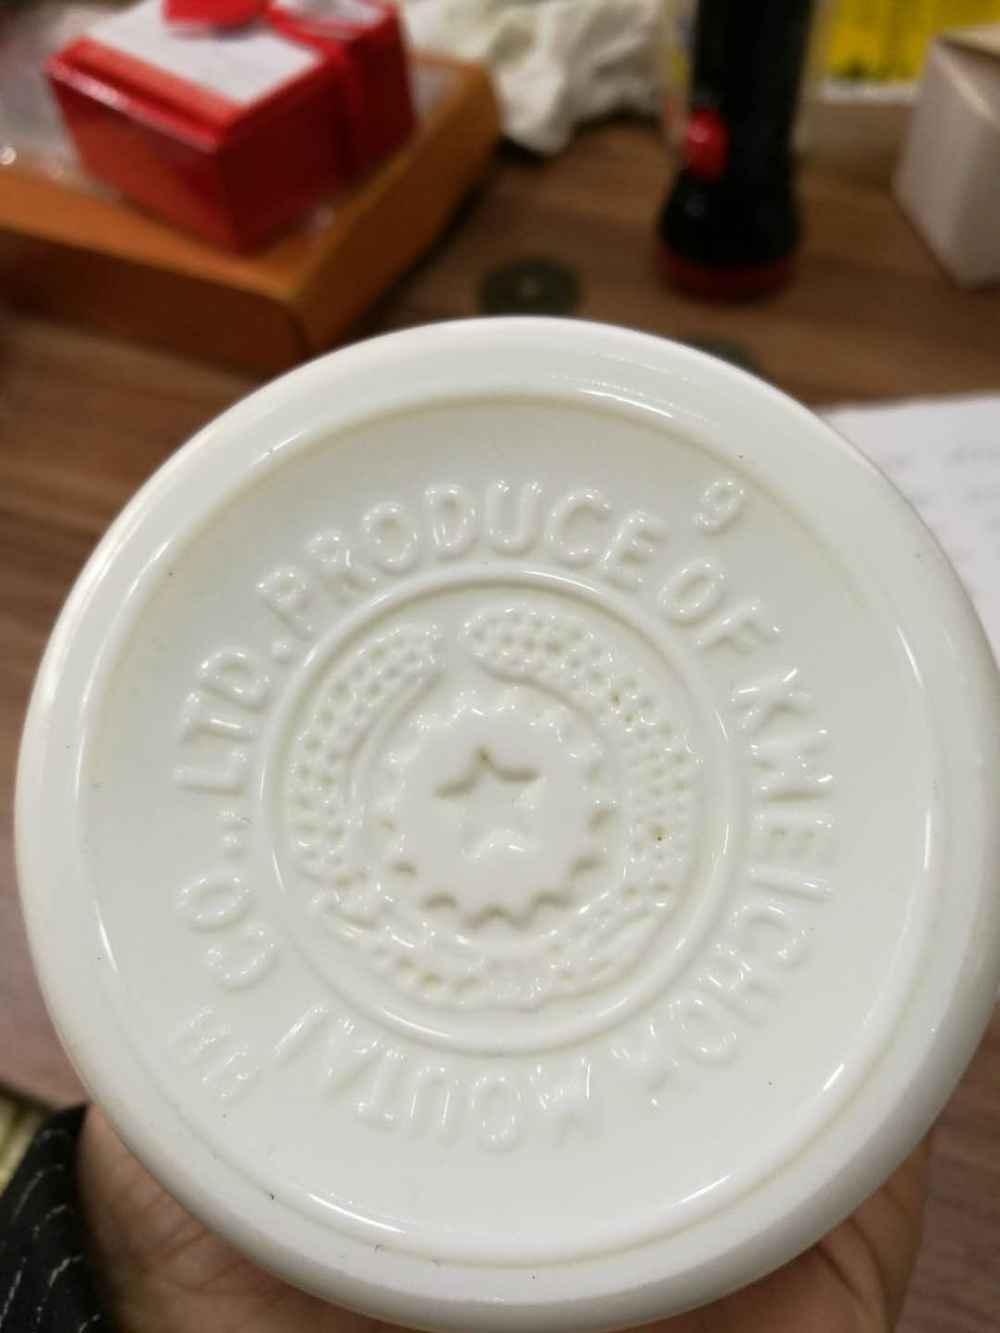 9
PRODUCE OF KWEICHOW MOUTAI
CO., LTD.